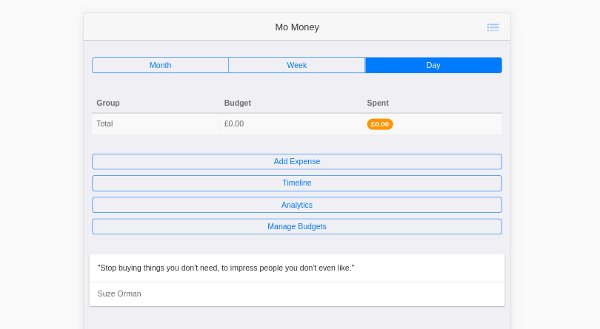 Mo Money
Month Week Day
Group Budget Spent
Total £0.00 £0.00
Add Expense
Timeline
Analytics
Manage Budgets
"Stop buying things you don't need, to impress people you don't even like."
Suze Orman